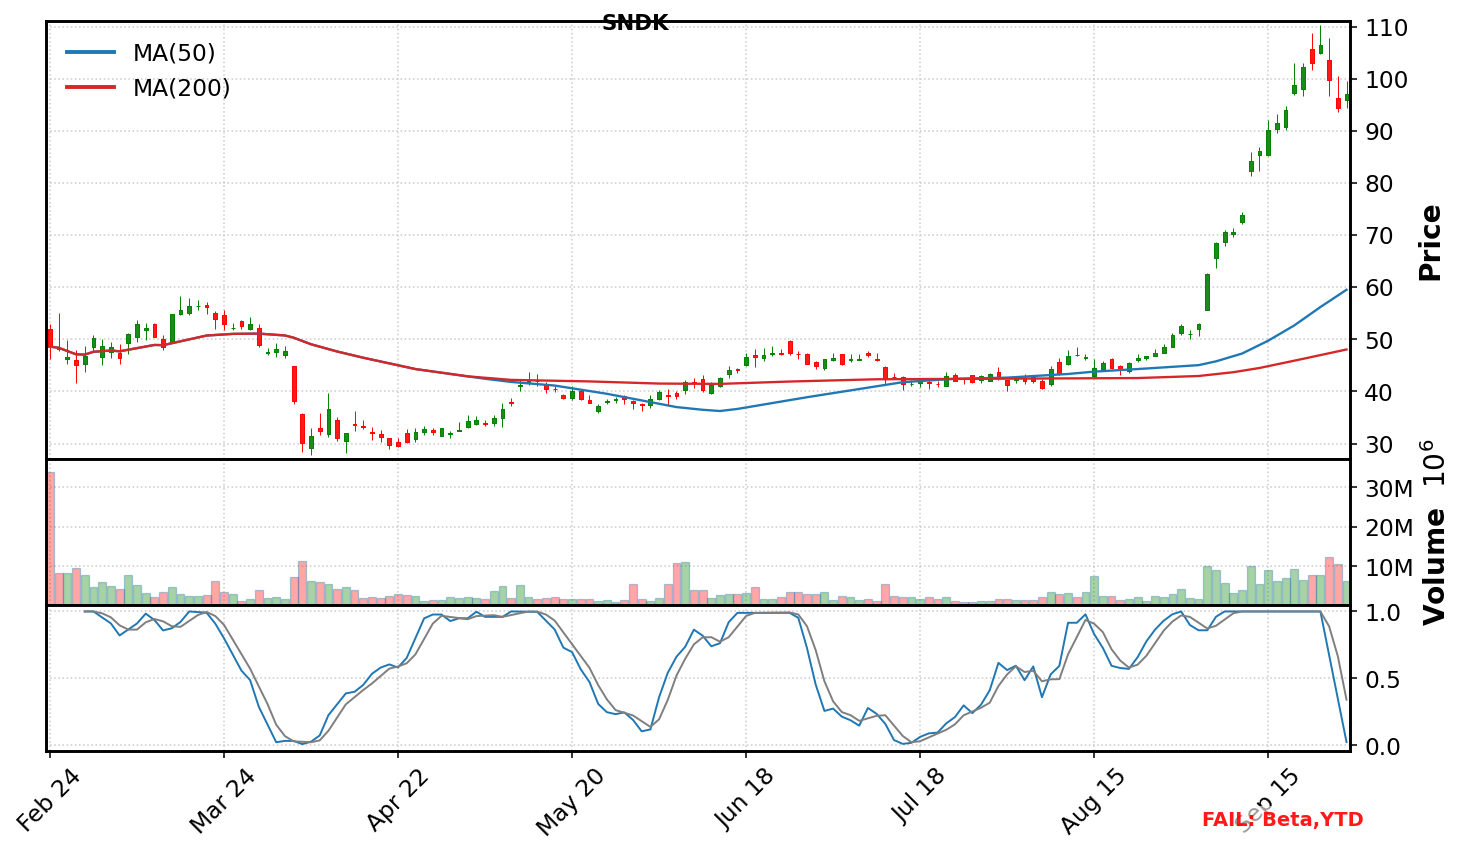 SNDK
MA(50)
MA(200)
110
100
90
80
70
60
50
40
30
Price
30M
20M
10M
Volume 10^6
1.0
0.5
0.0
Feb 24
Mar 24
Apr 22
May 20
Jun 18
Jul 18
Aug 15
Sep 15
FAIL: Beta,YTD